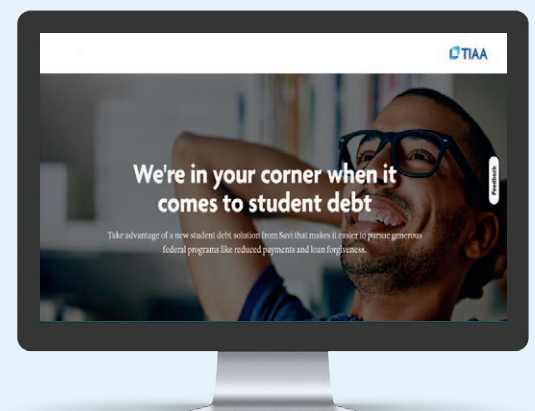 TIAA
We're in your corner when it
comes to student debt
Take advantage of a new student debt solution from Savi that makes it easier to pursue generous
federal programs like reduced payments and loan forgiveness.
Feedback